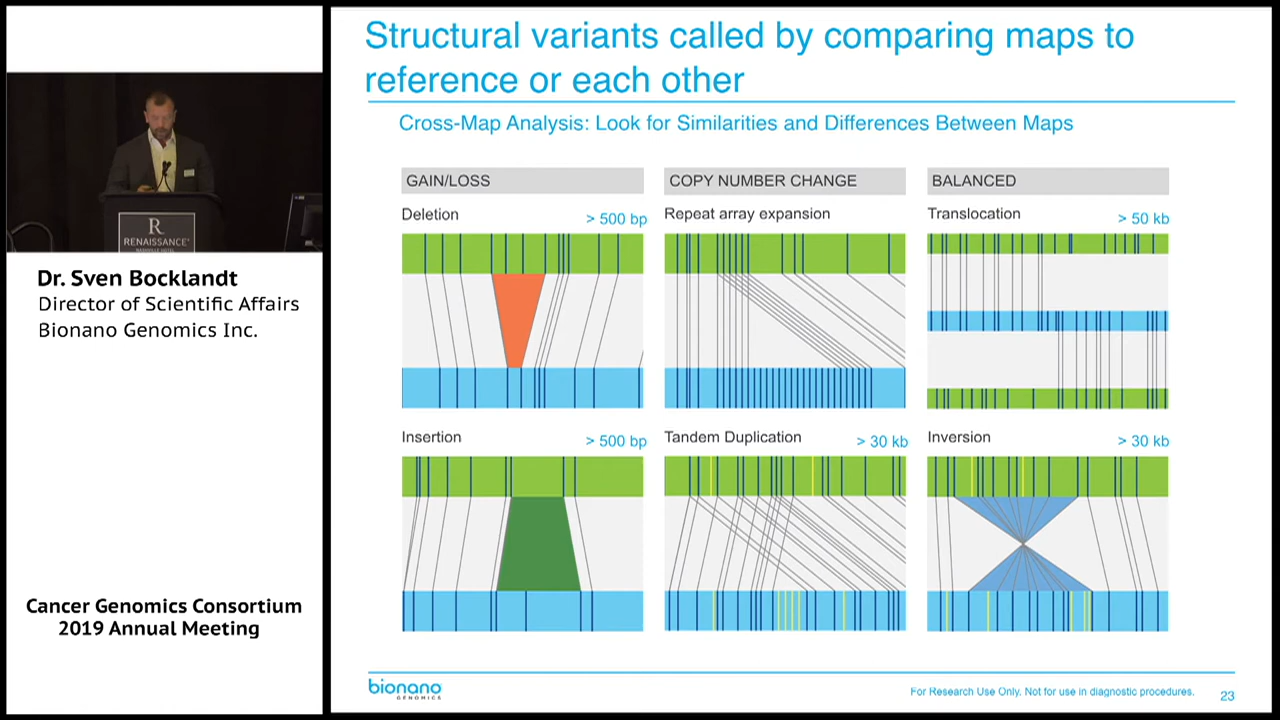 Structural variants called by comparing maps to
reference or each other
Cross-Map Analysis: Look for Similarities and Differences Between Maps
GAIN/LOSS
Deletion
> 500 bp
Insertion
> 500 bp
COPY NUMBER CHANGE
Repeat array expansion
Tandem Duplication
> 30 kb
BALANCED
Translocation
> 50 kb
Inversion
> 30 kb
bionano
GENOMICS
For Research Use Only. Not for use in diagnostic procedures.
23
R
RENAISSANCE
NASHVILLE HOTEL
Dr. Sven Bocklandt
Director of Scientific Affairs
Bionano Genomics Inc.
Cancer Genomics Consortium
2019 Annual Meeting